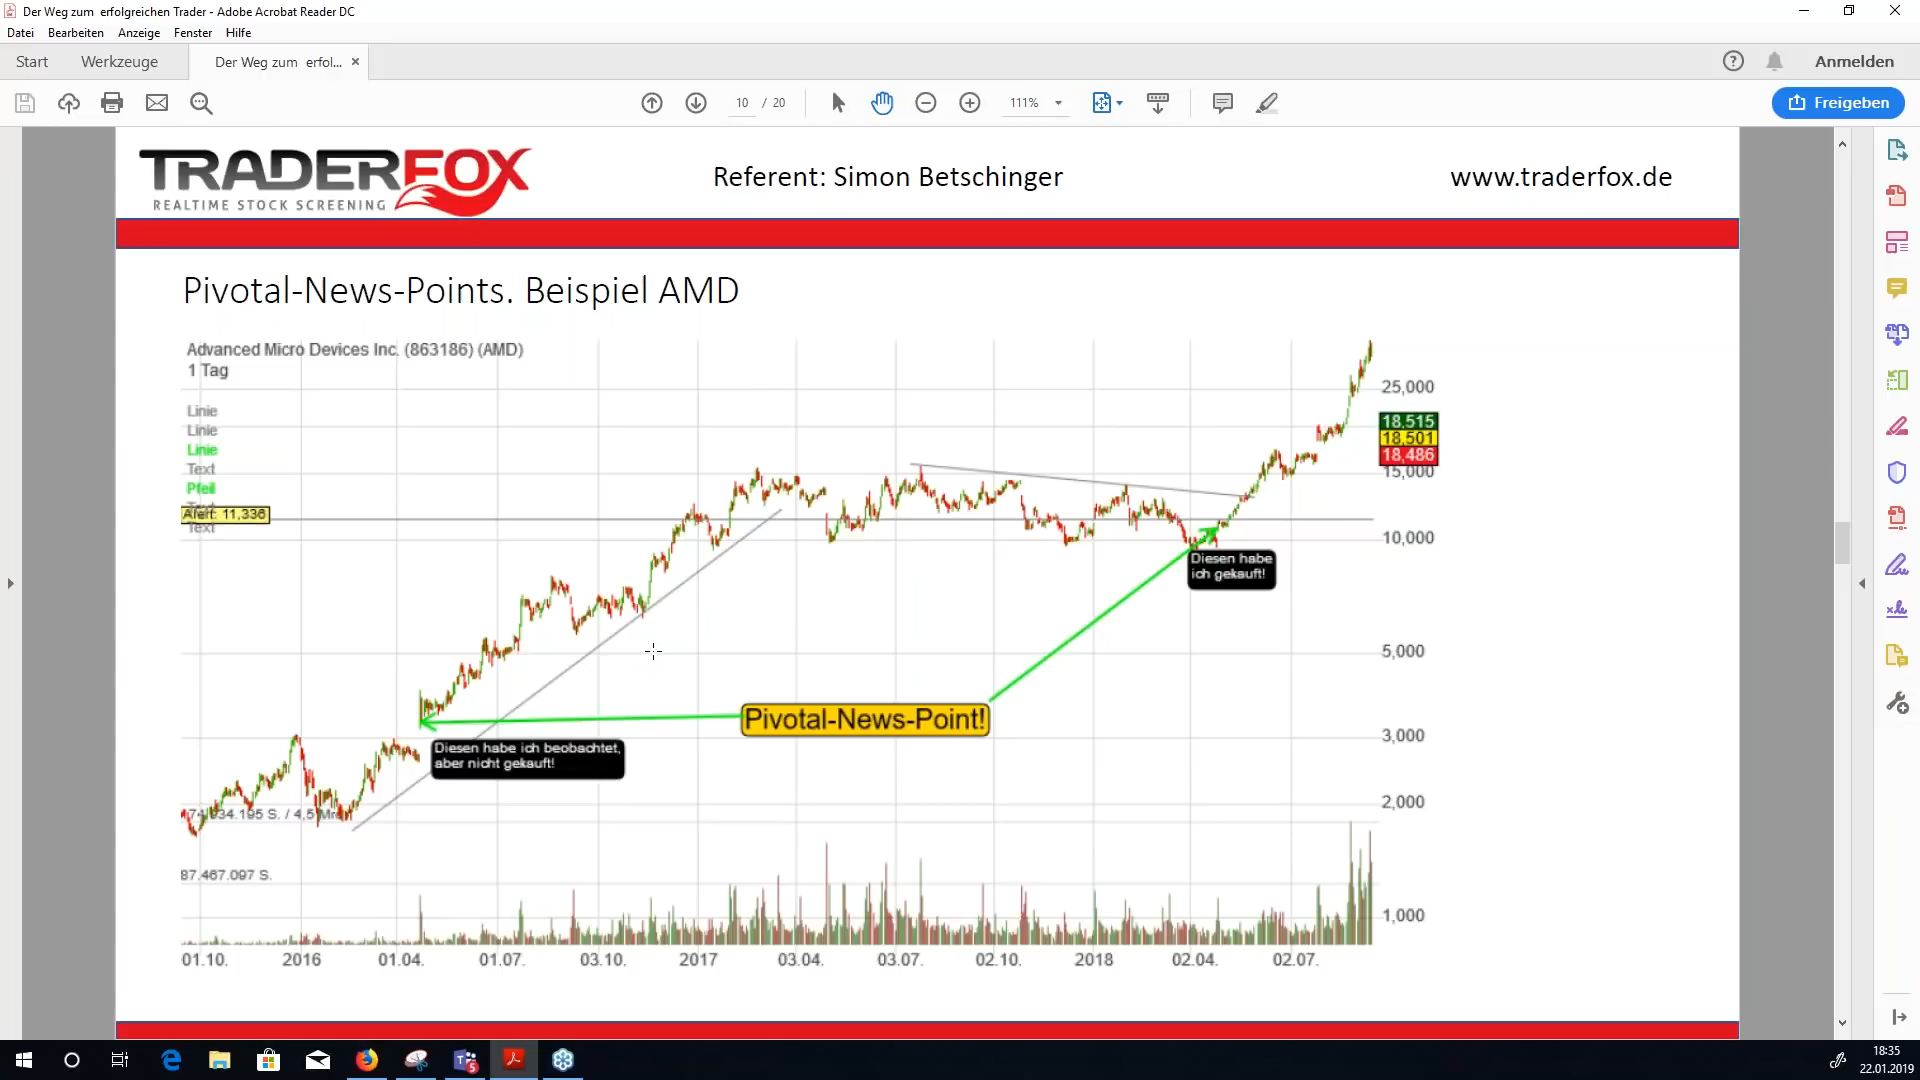 Der Weg zum  erfolgreichen Trader - Adobe Acrobat Reader DC
Datei Bearbeiten Anzeige Fenster Hilfe
Start Werkzeuge Der Weg zum  erfol... ×
Anmelden
10 / 20
111%
Freigeben
TRADERFOX
REALTIME STOCK SCREENING
Referent: Simon Betschinger
www.traderfox.de
Pivotal-News-Points. Beispiel AMD
Advanced Micro Devices Inc. (863186) (AMD)
1 Tag
Linie
Linie
Linie
Text
Pfeil
Alert: 11,336
Text
25,000
18,515
18,501
18,486
15,000
10,000
Diesen habe
ich gekauft!
5,000
Pivotal-News-Point!
3,000
Diesen habe ich beobachtet,
aber nicht gekauft!
2,000
87.467.097 S.
1,000
01.10. 2016 01.04. 01.07. 03.10. 2017 03.04. 03.07. 02.10. 2018 02.04. 02.07.
18:35
22.01.2019